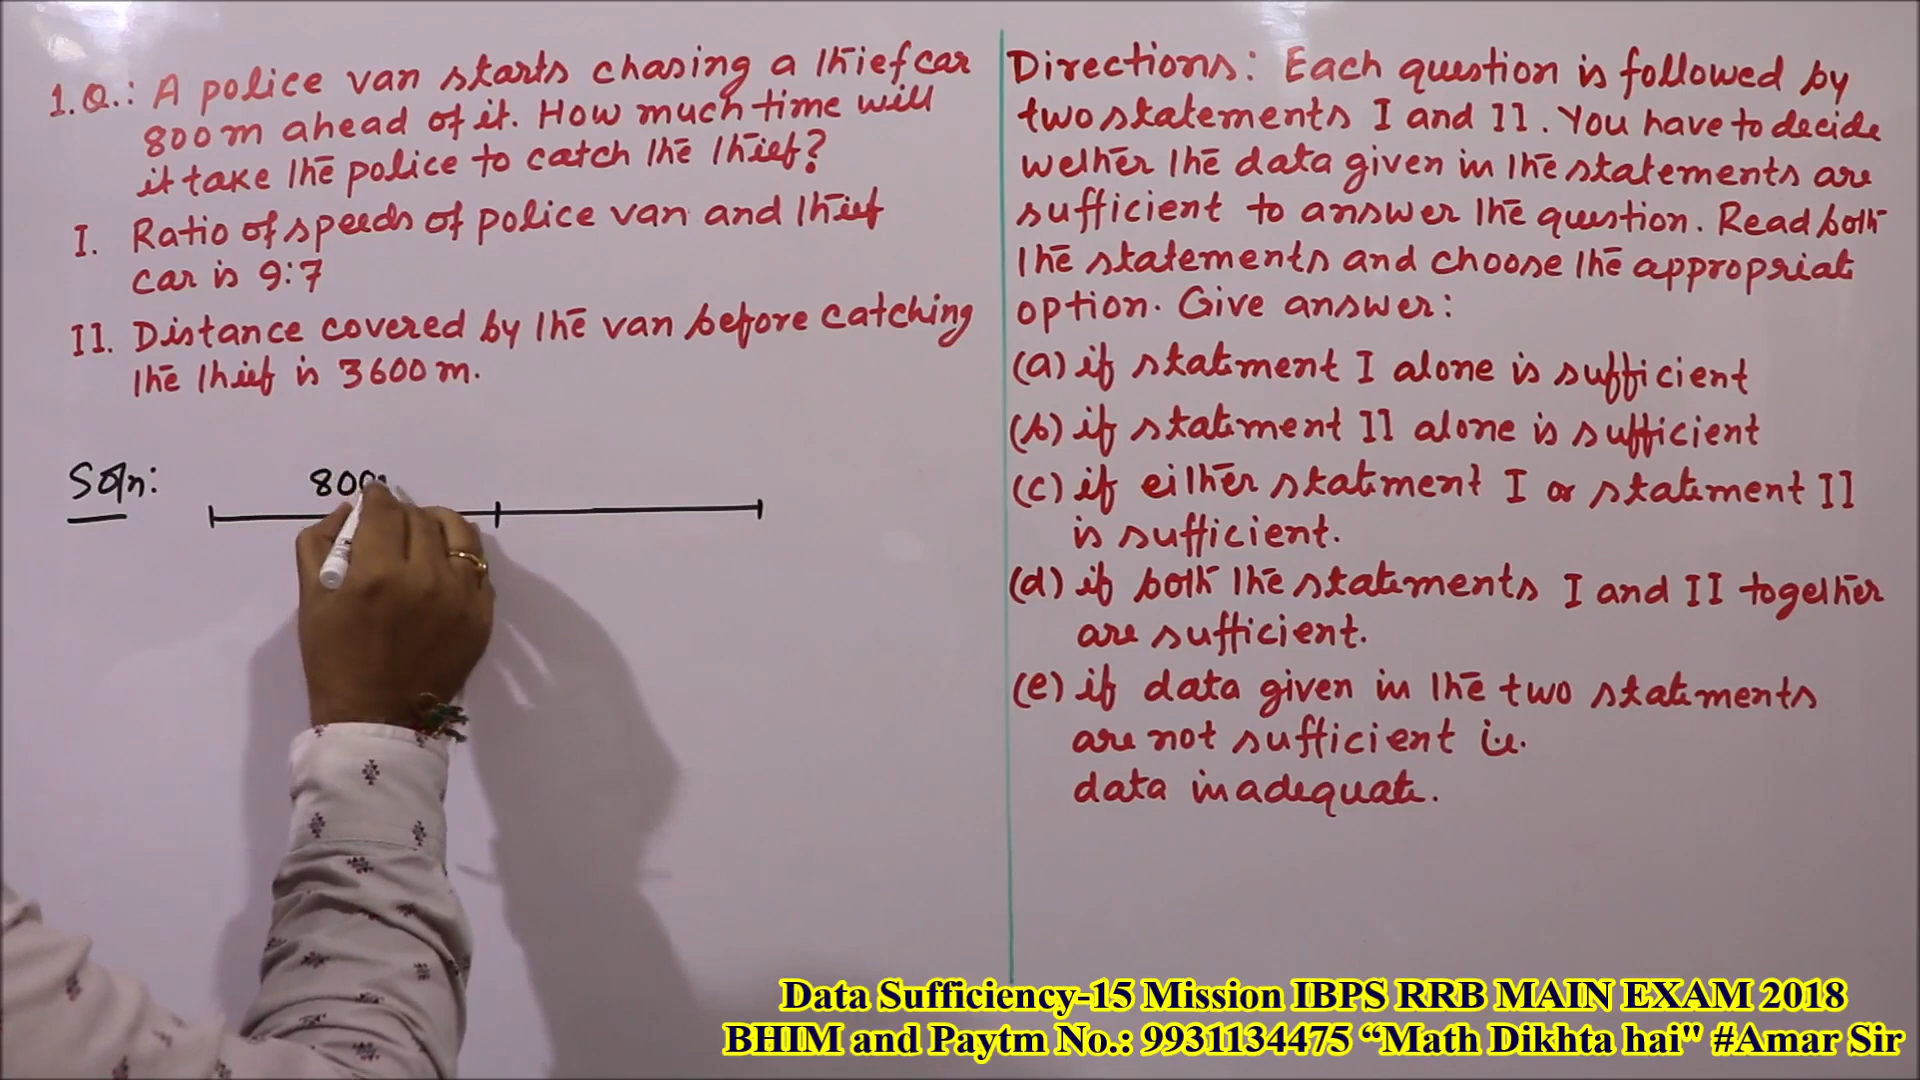 1.Q.: A police van starts chasing a thief car
800 m ahead of it. How much time will
it take the police to catch the thief?
I. Ratio of speeds of police van and thief
car is 9:7
II. Distance covered by the van before catching
the thief is 3600 m.
Soln:
800
Directions: Each question is followed by
two statements I and II. You have to decide
wether the data given in the statements are
sufficient to answer the question. Read both
the statements and choose the appropriat
option. Give answer:
(a) if statment I alone is sufficient
(b) if statment II alone is sufficient
(c) if either statment I or statment II
is sufficient.
(d) if both the statments I and II together
are sufficient.
(e) if data given in the two statments
are not sufficient i.e.
data inadequate.
Data Sufficiency-15 Mission IBPS RRB MAIN EXAM 2018
BHIM and Paytm No.: 9931134475 “Math Dikhta hai" #Amar Sir